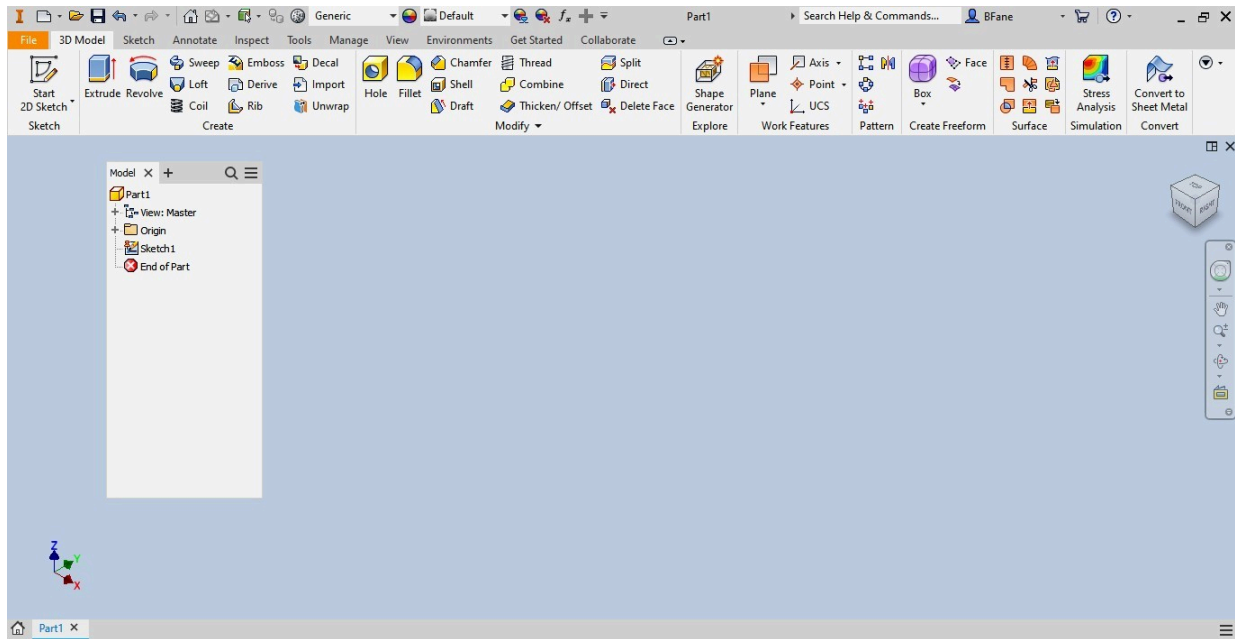 Generic Default fx Part1 Search Help & Commands... BFane
File 3D Model Sketch Annotate Inspect Tools Manage View Environments Get Started Collaborate
Start 2D Sketch
Sketch
Extrude Revolve
Sweep Emboss Decal
Loft Derive Import
Coil Rib Unwrap
Create
Hole Fillet
Chamfer Thread Split
Shell Combine Direct
Draft Thicken/ Offset Delete Face
Modify
Shape Generator
Explore
Plane
Axis
Point
UCS
Work Features
Pattern
Box
Face
Create Freeform
Surface
Stress Analysis
Simulation
Convert to Sheet Metal
Convert
Model
Part1
View: Master
Origin
Sketch1
End of Part
TOP
FRONT RIGHT
Z
Y
X
Part1